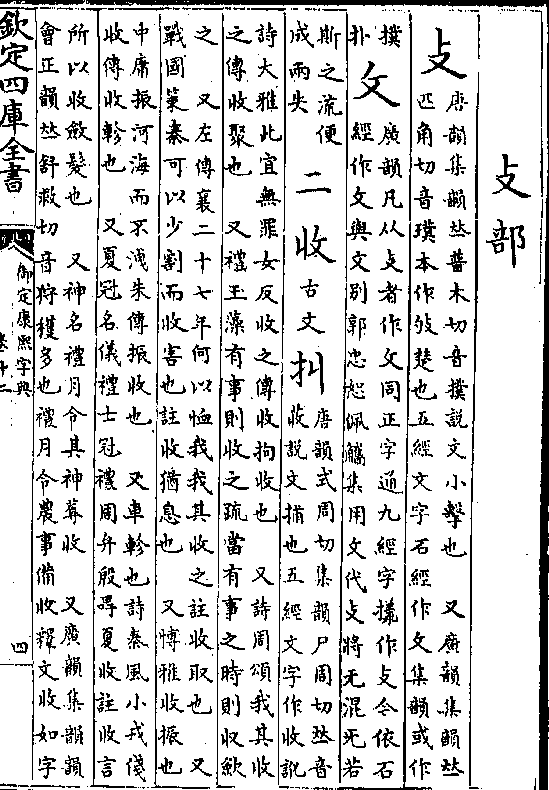 攴部
攴
唐韻集韻𠀤普木切音撲說文小擊也 又廣韻集韻𠀤
匹角切音璞本作攴楚也五經文字石經作攵集韻或作
撲
扑
攵
廣韻凡从攴者作攵同正字通九經字㨾作攴今依石
經作攵與文別郭忠恕佩觿集用文代攴將无混旡若
斯之流便
成兩失
二 收 古文 㧃
唐韻式周切集韻尸周切𠀤音
收說文捕也五經文字作收訛
詩大雅此宜無罪女反收之傳收拘收也 又詩周頌我其收
之傳收聚也 又禮玉藻有事則收之疏當有事之時則收斂
之 又左傳襄二十七年何以恤我我其收之註收取也 又
戰國策秦可以少割而收害也註收猶息也 又博雅收振也
中庸振河海而不洩朱傳振收也 又車軫也詩秦風小戎俴
收傳收軫也 又夏冠名儀禮士冠禮周弁殷冔夏收註收言
所以收斂髮也 又神名禮月令其神蓐收 又廣韻集韻韻
會正韻𠀤舒救切音狩穫多也禮月令農事備收釋文收如字
欽定四庫全書
御定康熙字典
卷十二
四